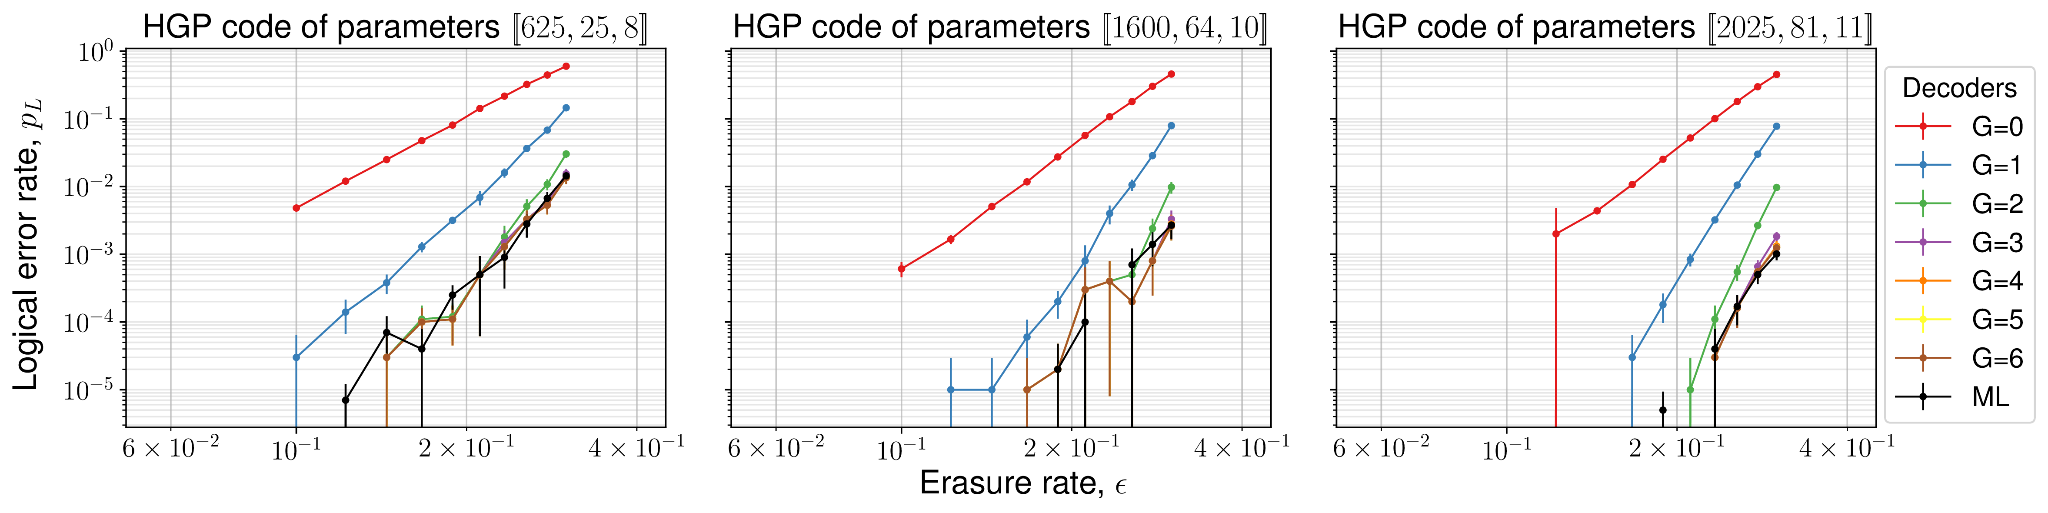 HGP code of parameters ⟦625, 25, 8⟧
HGP code of parameters ⟦1600, 64, 10⟧
HGP code of parameters ⟦2025, 81, 11⟧
Logical error rate, p_L
10^0
10^−1
10^−2
10^−3
10^−4
10^−5
6 × 10^−2
10^−1
2 × 10^−1
4 × 10^−1
6 × 10^−2
10^−1
2 × 10^−1
4 × 10^−1
6 × 10^−2
10^−1
2 × 10^−1
4 × 10^−1
Erasure rate, ϵ
Decoders
G=0
G=1
G=2
G=3
G=4
G=5
G=6
ML